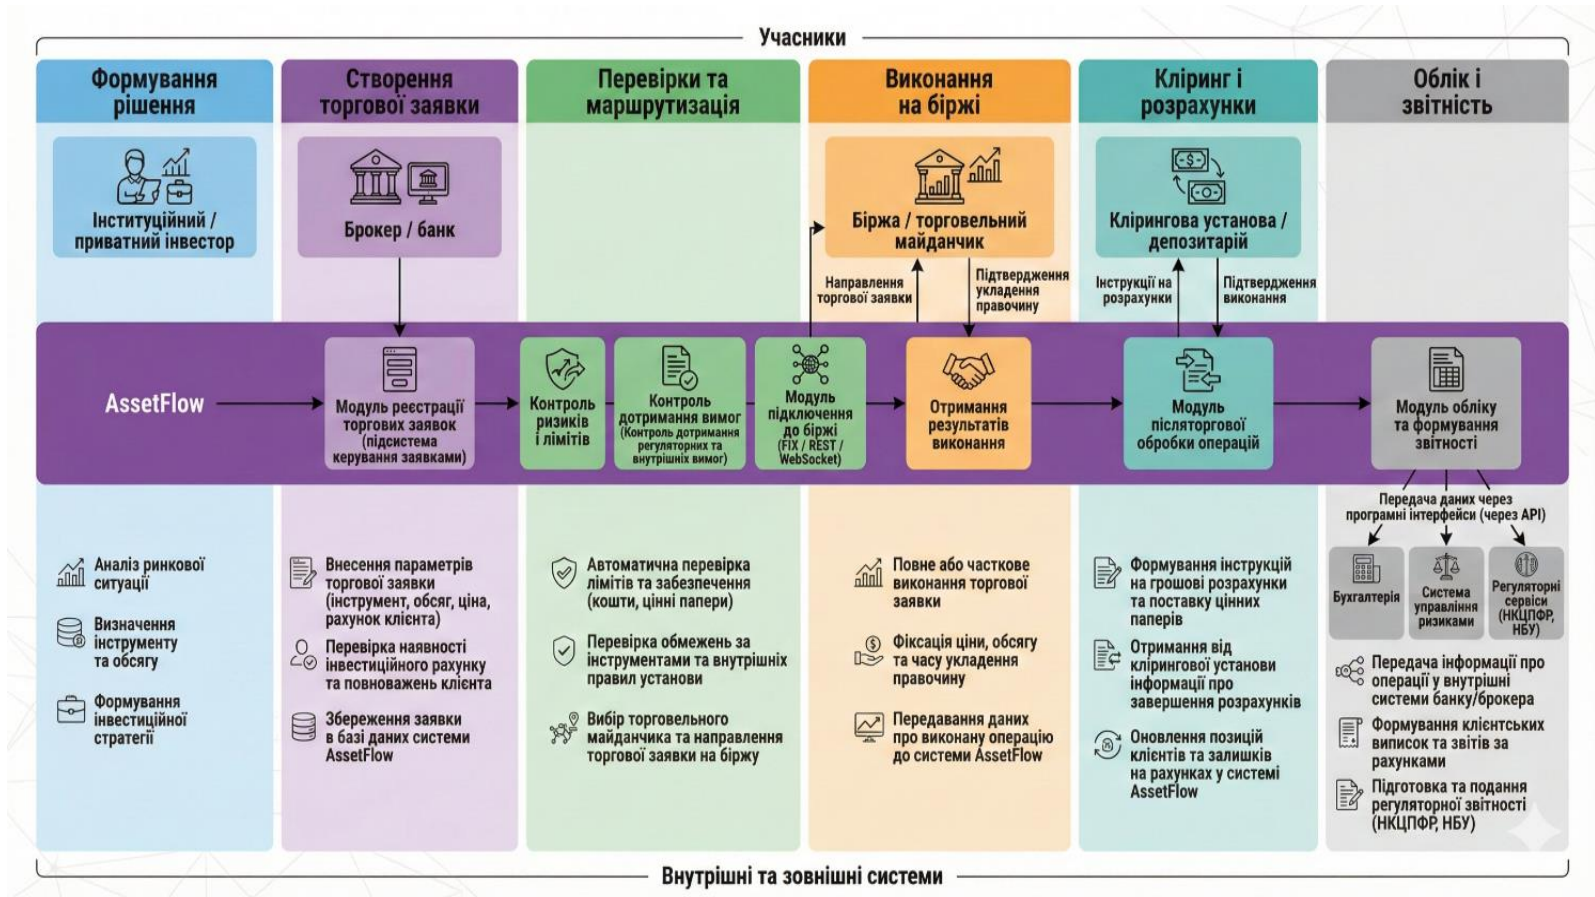 Учасники
Формування
рішення
Створення
торгової заявки
Перевірки та
маршрутизація
Виконання
на біржі
Кліринг і
розрахунки
Облік і
звітність
Інституційний /
приватний інвестор
Брокер / банк
Біржа / торговельний
майданчик
Клірингова установа /
депозитарій
Направлення
торгової заявки
Підтвердження
укладення
правочину
Інструкції на
розрахунки
Підтвердження
виконання
AssetFlow
Модуль реєстрації
торгових заявок
(підсистема
керування заявками)
Контроль
ризиків
і лімітів
Контроль
дотримання вимог
(Контроль дотримання
регуляторних та
внутрішніх вимог)
Модуль
підключення
до біржі
(FIX / REST /
WebSocket)
Отримання
результатів
виконання
Модуль
післяторгової
обробки операцій
Модуль обліку
та формування
звітності
Передача даних через
програмні інтерфейси (через API)
Бухгалтерія
Система
управління
ризиками
Регуляторні
сервіси
(НКЦПФР,
НБУ)
Аналіз ринкової
ситуації
Визначення
інструменту
та обсягу
Формування
інвестиційної
стратегії
Внесення параметрів
торгової заявки
(інструмент, обсяг, ціна,
рахунок клієнта)
Перевірка наявності
інвестиційного рахунку
та повноважень клієнта
Збереження заявки
в базі даних системи
AssetFlow
Автоматична перевірка
лімітів та забезпечення
(кошти, цінні папери)
Перевірка обмежень за
інструментами та внутрішніх
правил установи
Вибір торговельного
майданчика та направлення
торгової заявки на біржу
Повне або часткове
виконання торгової
заявки
Фіксація ціни, обсягу
та часу укладення
правочину
Передавання даних
про виконану операцію
до системи AssetFlow
Формування інструкцій
на грошові розрахунки
та поставку цінних
паперів
Отримання від
клірингової установи
інформації про
завершення розрахунків
Оновлення позицій
клієнтів та залишків
на рахунках у системі
AssetFlow
Передача інформації про
операції у внутрішні
системи банку/брокера
Формування клієнтських
виписок та звітів за
рахунками
Підготовка та подання
регуляторної звітності
(НКЦПФР, НБУ)
Внутрішні та зовнішні системи